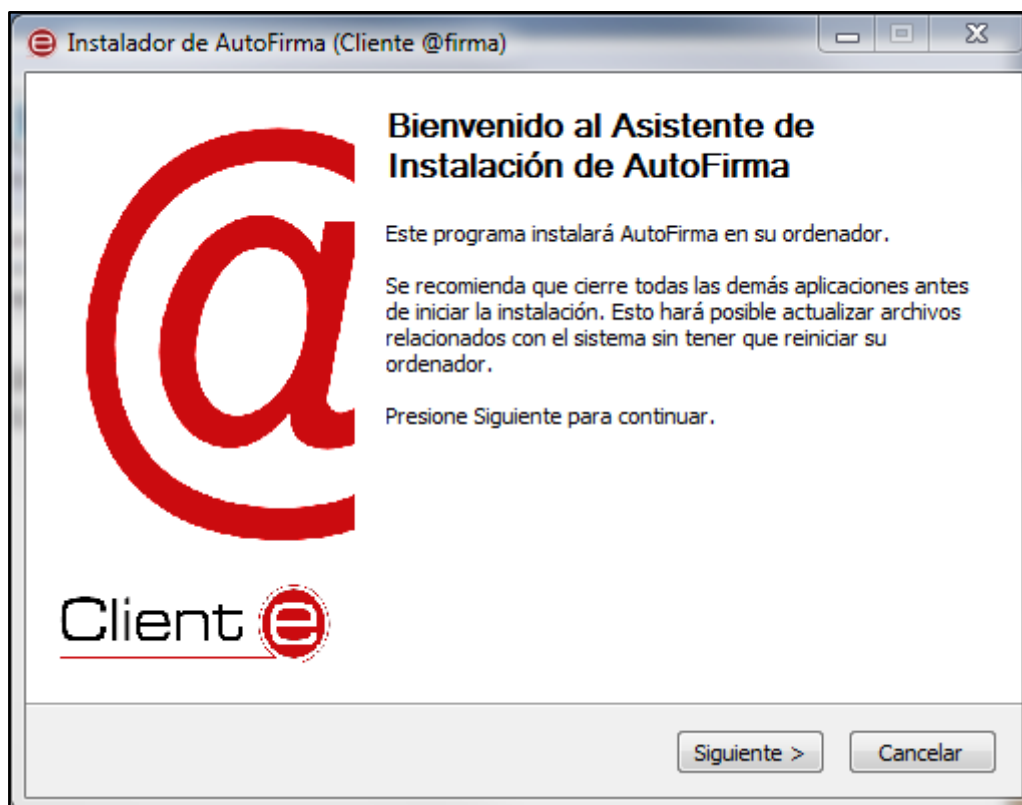 Instalador de AutoFirma (Cliente @firma)
Bienvenido al Asistente de
Instalación de AutoFirma
Este programa instalará AutoFirma en su ordenador.
Se recomienda que cierre todas las demás aplicaciones antes
de iniciar la instalación. Esto hará posible actualizar archivos
relacionados con el sistema sin tener que reiniciar su
ordenador.
Presione Siguiente para continuar.
@
Client e
Siguiente >
Cancelar